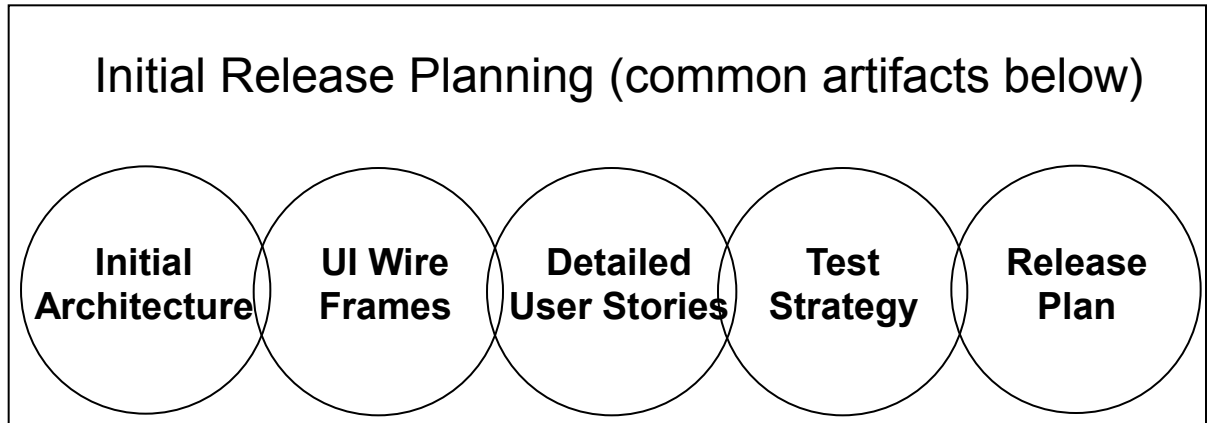 Initial Release Planning (common artifacts below)
Initial
Architecture
UI Wire
Frames
Detailed
User Stories
Test
Strategy
Release
Plan